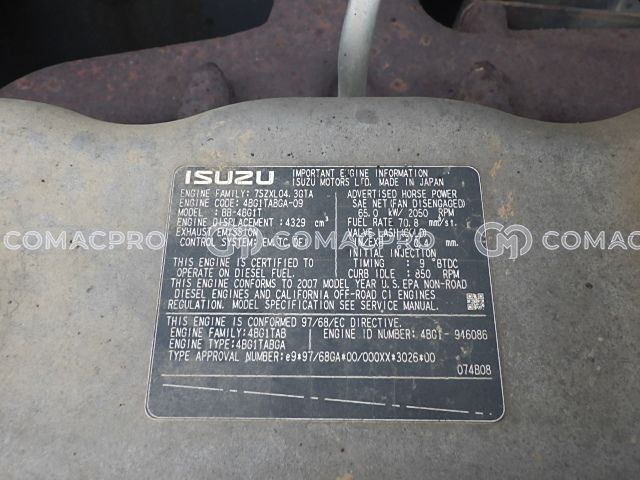 ISUZU
IMPORTANT ENGINE INFORMATION
ISUZU MOTORS LTD. MADE IN JAPAN
ENGINE FAMILY: 7SZXL04.3G1A
ENGINE CODE: 4BG1TABGA-09
MODEL: BB-4BG1T
ENGINE DISPLACEMENT: 4329 cm³
EXHAUST EMISSION
CONTROL SYSTEM:
ADVERTISED HORSE POWER
SAE NET (FAN DISENGAGED)
65.0 kW/ 2050 RPM
FUEL RATE 70.8 mm³/st.
VALVE LASH(COLD)
mm.
INITIAL INJECTION
TIMING : 9 °BTDC
CURB IDLE : 850 RPM
COMACPRO
COMACPRO
COMACPRO
THIS ENGINE IS CERTIFIED TO
OPERATE ON DIESEL FUEL.
THIS ENGINE CONFORMS TO 2007 MODEL YEAR U.S.EPA NON-ROAD
DIESEL ENGINES AND CALIFORNIA OFF-ROAD CI ENGINES
REGULATION. MODEL SPECIFICATION SEE SERVICE MANUAL.
THIS ENGINE IS CONFORMED 97/68/EC DIRECTIVE.
ENGINE FAMILY:4BG1TAB
ENGINE ID NUMBER: 4BG1- 946086
ENGINE TYPE:4BG1TABGA
TYPE APPROVAL NUMBER:e9*97/68GA*00/000XX*3026*00
074B08